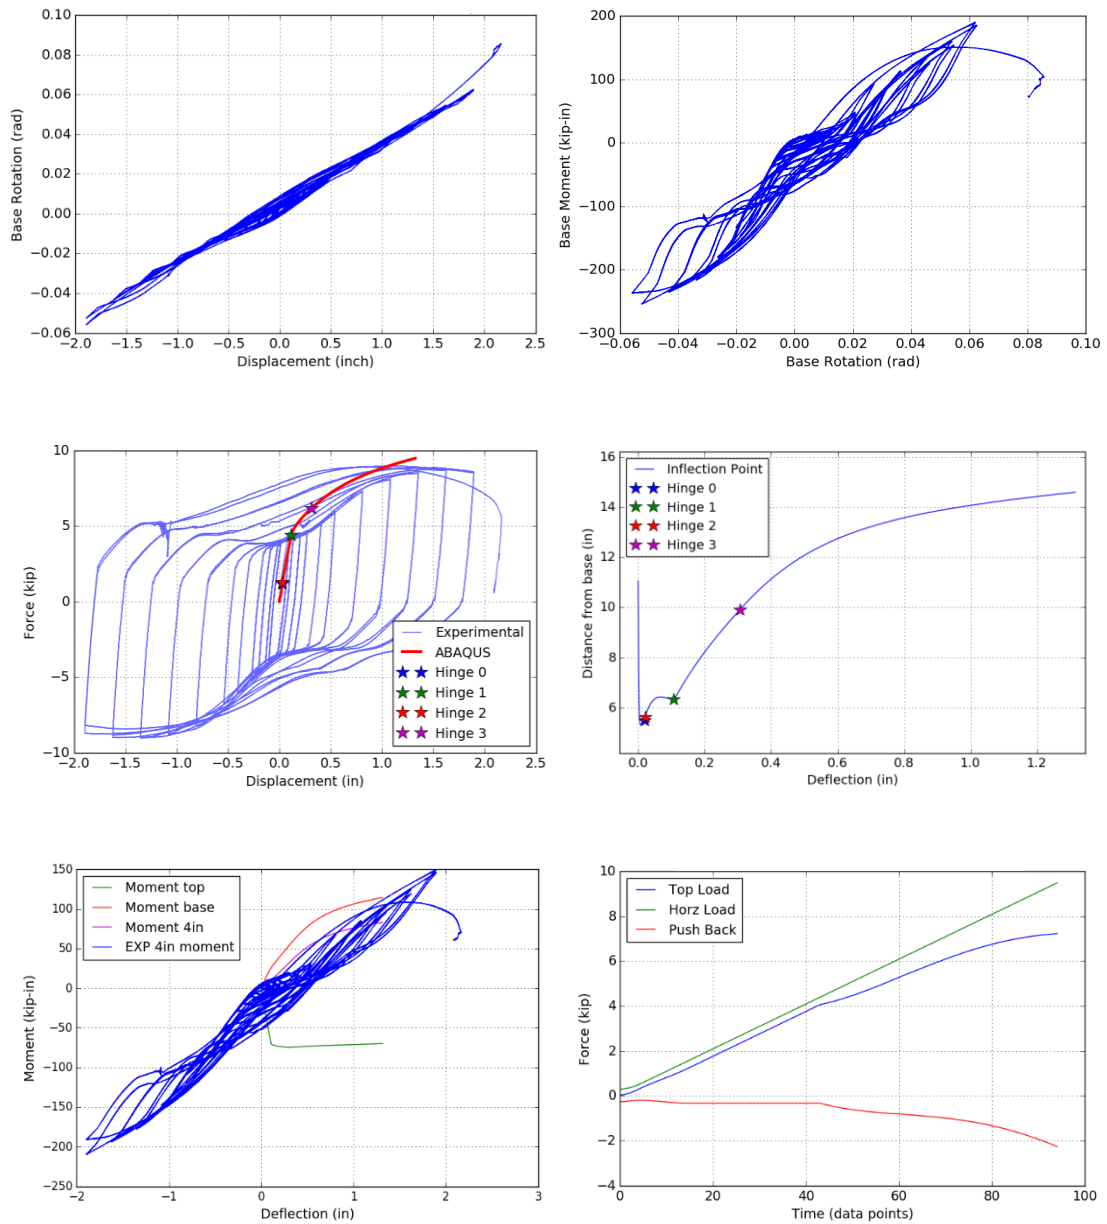 0.10
0.08
0.06
0.04
0.02
0.00
−0.02
−0.04
−0.06
Base Rotation (rad)
−2.0 −1.5 −1.0 −0.5 0.0 0.5 1.0 1.5 2.0 2.5
Displacement (inch)
200
100
0
−100
−200
−300
Base Moment (kip-in)
−0.06 −0.04 −0.02 0.00 0.02 0.04 0.06 0.08 0.10
Base Rotation (rad)
10
5
0
−5
−10
Force (kip)
Experimental
ABAQUS
Hinge 0
Hinge 1
Hinge 2
Hinge 3
−2.0 −1.5 −1.0 −0.5 0.0 0.5 1.0 1.5 2.0 2.5
Displacement (in)
16
14
12
10
8
6
Distance from base (in)
Inflection Point
Hinge 0
Hinge 1
Hinge 2
Hinge 3
0.0 0.2 0.4 0.6 0.8 1.0 1.2
Deflection (in)
150
100
50
0
−50
−100
−150
−200
−250
Moment (kip-in)
Moment top
Moment base
Moment 4in
EXP 4in moment
−2 −1 0 1 2 3
Deflection (in)
10
8
6
4
2
0
−2
−4
Force (kip)
Top Load
Horz Load
Push Back
0 20 40 60 80 100
Time (data points)